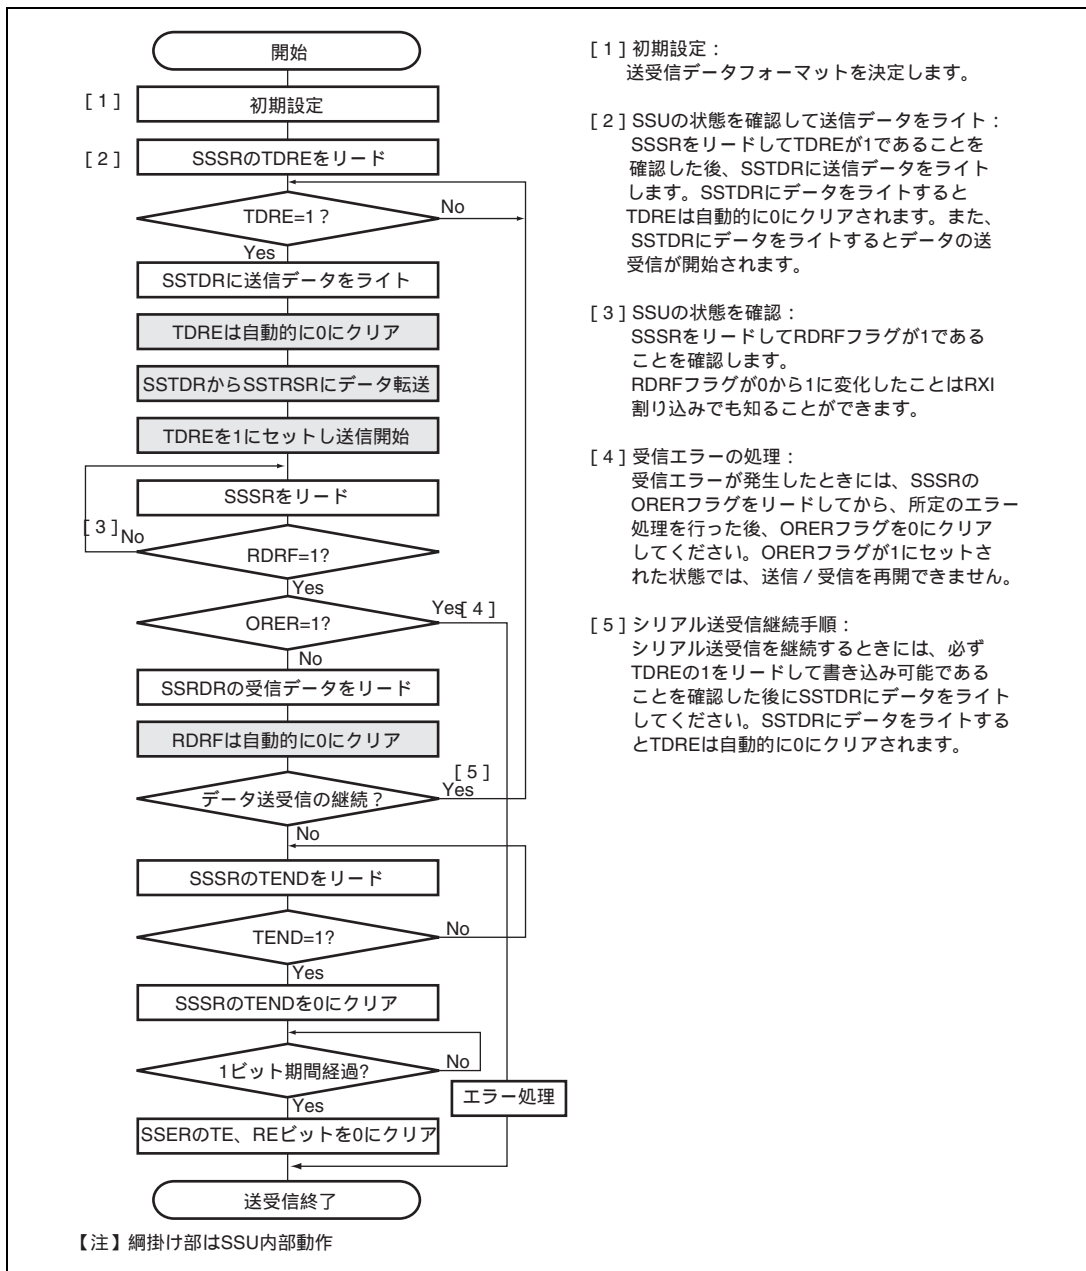 開始
[ 1 ]
初期設定
[ 2 ]
SSSRのTDREをリード
TDRE=1？
No
Yes
SSTDRに送信データをライト
TDREは自動的に0にクリア
SSTDRからSSTRSRにデータ転送
TDREを1にセットし送信開始
SSSRをリード
[ 3 ]
No
RDRF=1?
Yes
ORER=1?
Yes
[ 4 ]
No
SSRDRの受信データをリード
RDRFは自動的に0にクリア
データ送受信の継続？
[ 5 ]
Yes
No
SSSRのTENDをリード
TEND=1?
No
Yes
SSSRのTENDを0にクリア
1ビット期間経過?
No
Yes
エラー処理
SSERのTE、REビットを0にクリア
送受信終了
【注】綱掛け部はSSU内部動作
[ 1 ] 初期設定：
送受信データフォーマットを決定します。
[ 2 ] SSUの状態を確認して送信データをライト：
SSSRをリードしてTDREが1であることを
確認した後、SSTDRに送信データをライト
します。SSTDRにデータをライトすると
TDREは自動的に0にクリアされます。また、
SSTDRにデータをライトするとデータの送
受信が開始されます。
[ 3 ] SSUの状態を確認：
SSSRをリードしてRDRFフラグが1である
ことを確認します。
RDRFフラグが0から1に変化したことはRXI
割り込みでも知ることができます。
[ 4 ] 受信エラーの処理：
受信エラーが発生したときには、SSSRの
ORERフラグをリードしてから、所定のエラー
処理を行った後、ORERフラグを0にクリア
してください。ORERフラグが1にセットさ
れた状態では、送信 / 受信を再開できません。
[ 5 ] シリアル送受信継続手順：
シリアル送受信を継続するときには、必ず
TDREの1をリードして書き込み可能である
ことを確認した後にSSTDRにデータをライト
してください。SSTDRにデータをライトする
とTDREは自動的に0にクリアされます。